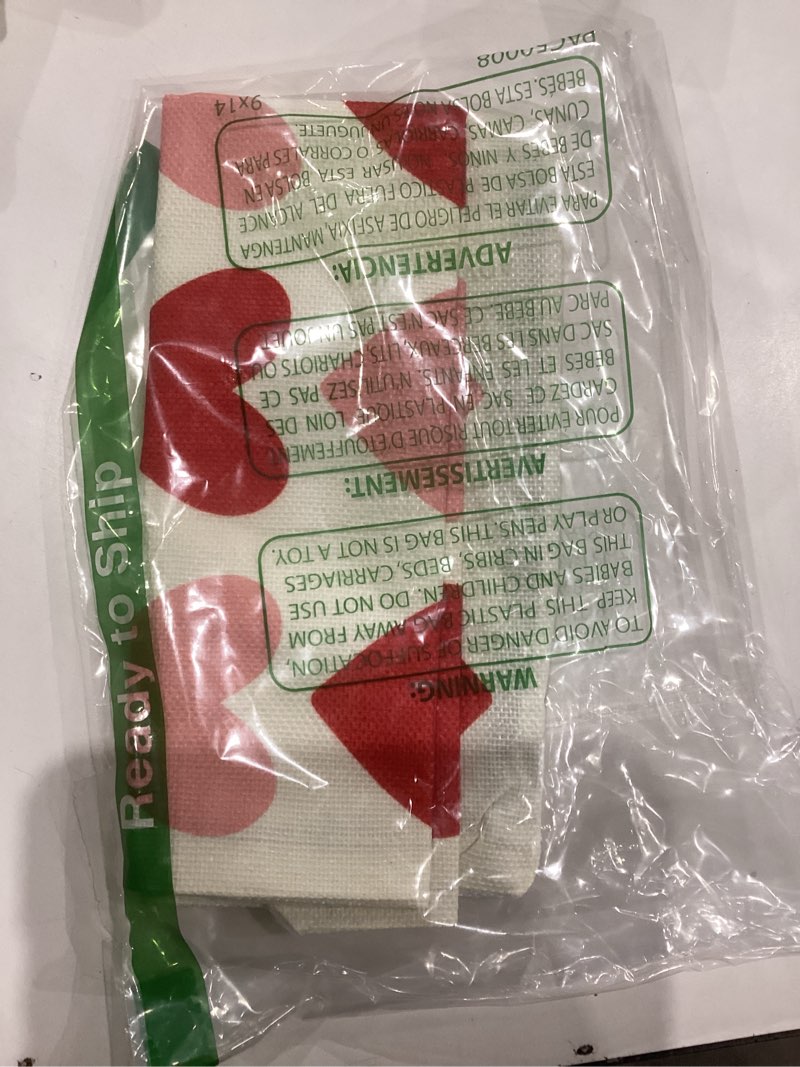 Ready to Ship
WARNING:
TO AVOID DANGER OF SUFFOCATION,
KEEP THIS PLASTIC BAG AWAY FROM
BABIES AND CHILDREN. DO NOT USE
THIS BAG IN CRIBS, BEDS, CARRIAGES
OR PLAY PENS. THIS BAG IS NOT A TOY.
AVERTISSEMENT:
POUR EVITER TOUT RISQUE D'ETOUFFEMENT
GARDEZ CE SAC EN PLASTIQUE LOIN DES
BEBES ET LES ENFANTS. N'UTILISEZ PAS CE
SAC DANS LES BERCEAUX, LITS, CHARIOTS OU
PARC AU BEBE. CE SAC N'EST PAS UN JOUET
ADVERTENCIA:
PARA EVITAR EL PELIGRO DE ASFIXIA, MANTENGA
ESTA BOLSA DE PLASTICO FUERA DEL ALCANCE
DE BEBES Y NINOS. NO USAR ESTA BOLSA EN
CUNAS, CAMAS, CARRIOLAS O CORRALES PARA
BEBÉS. ESTA BOLSA NO ES UN JUGUETE.
9x14